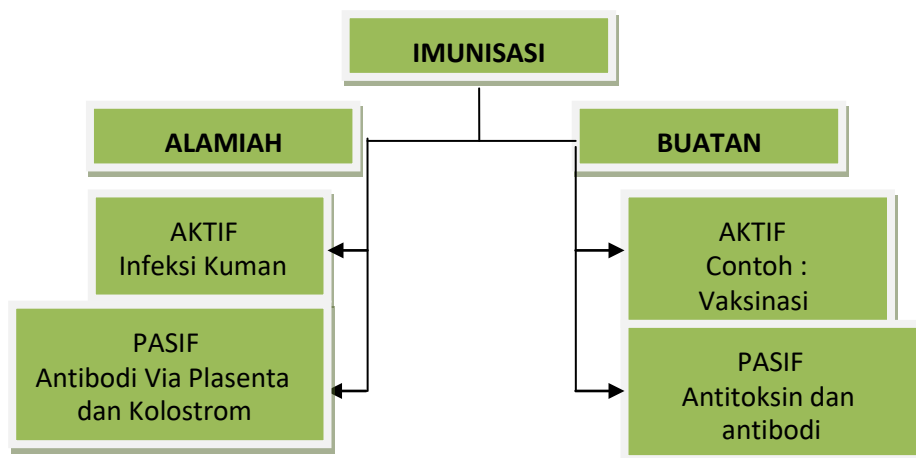 IMUNISASI
ALAMIAH
BUATAN
AKTIF
Infeksi Kuman
AKTIF
Contoh :
Vaksinasi
PASIF
Antibodi Via Plasenta
dan Kolostrom
PASIF
Antitoksin dan
antibodi